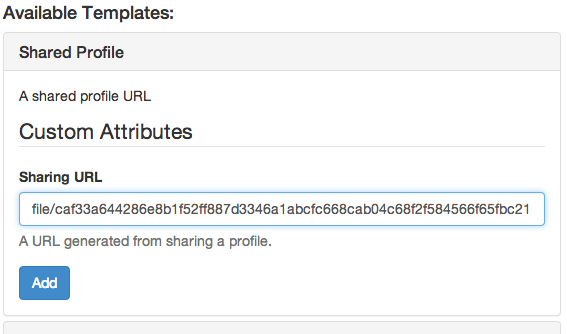 Available Templates:
Shared Profile
A shared profile URL
Custom Attributes
Sharing URL
file/caf33a644286e8b1f52ff887d3346a1abcfc668cab04c68f2f584566f65fbc21
A URL generated from sharing a profile.
Add